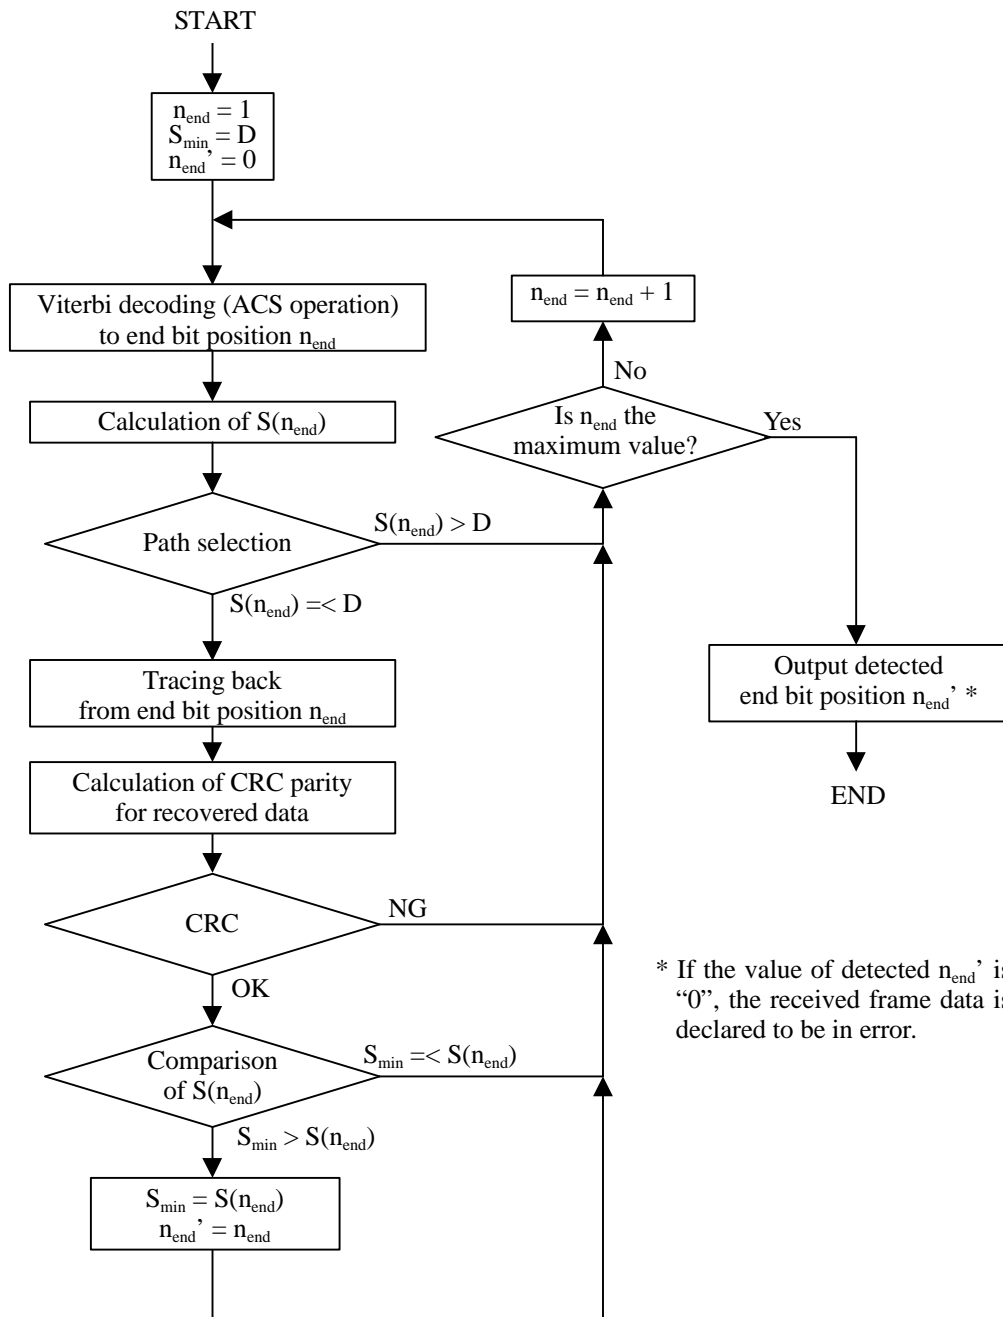 START
n_end = 1
S_min = D
n_end’ = 0
Viterbi decoding (ACS operation)
to end bit position n_end
n_end = n_end + 1
No
Calculation of S(n_end)
Is n_end the
maximum value?
Yes
Path selection
S(n_end) > D
S(n_end) =< D
Tracing back
from end bit position n_end
Output detected
end bit position n_end’ *
Calculation of CRC parity
for recovered data
END
CRC
NG
OK
* If the value of detected n_end’ is
“0”, the received frame data is
declared to be in error.
Comparison
of S(n_end)
S_min =< S(n_end)
S_min > S(n_end)
S_min = S(n_end)
n_end’ = n_end